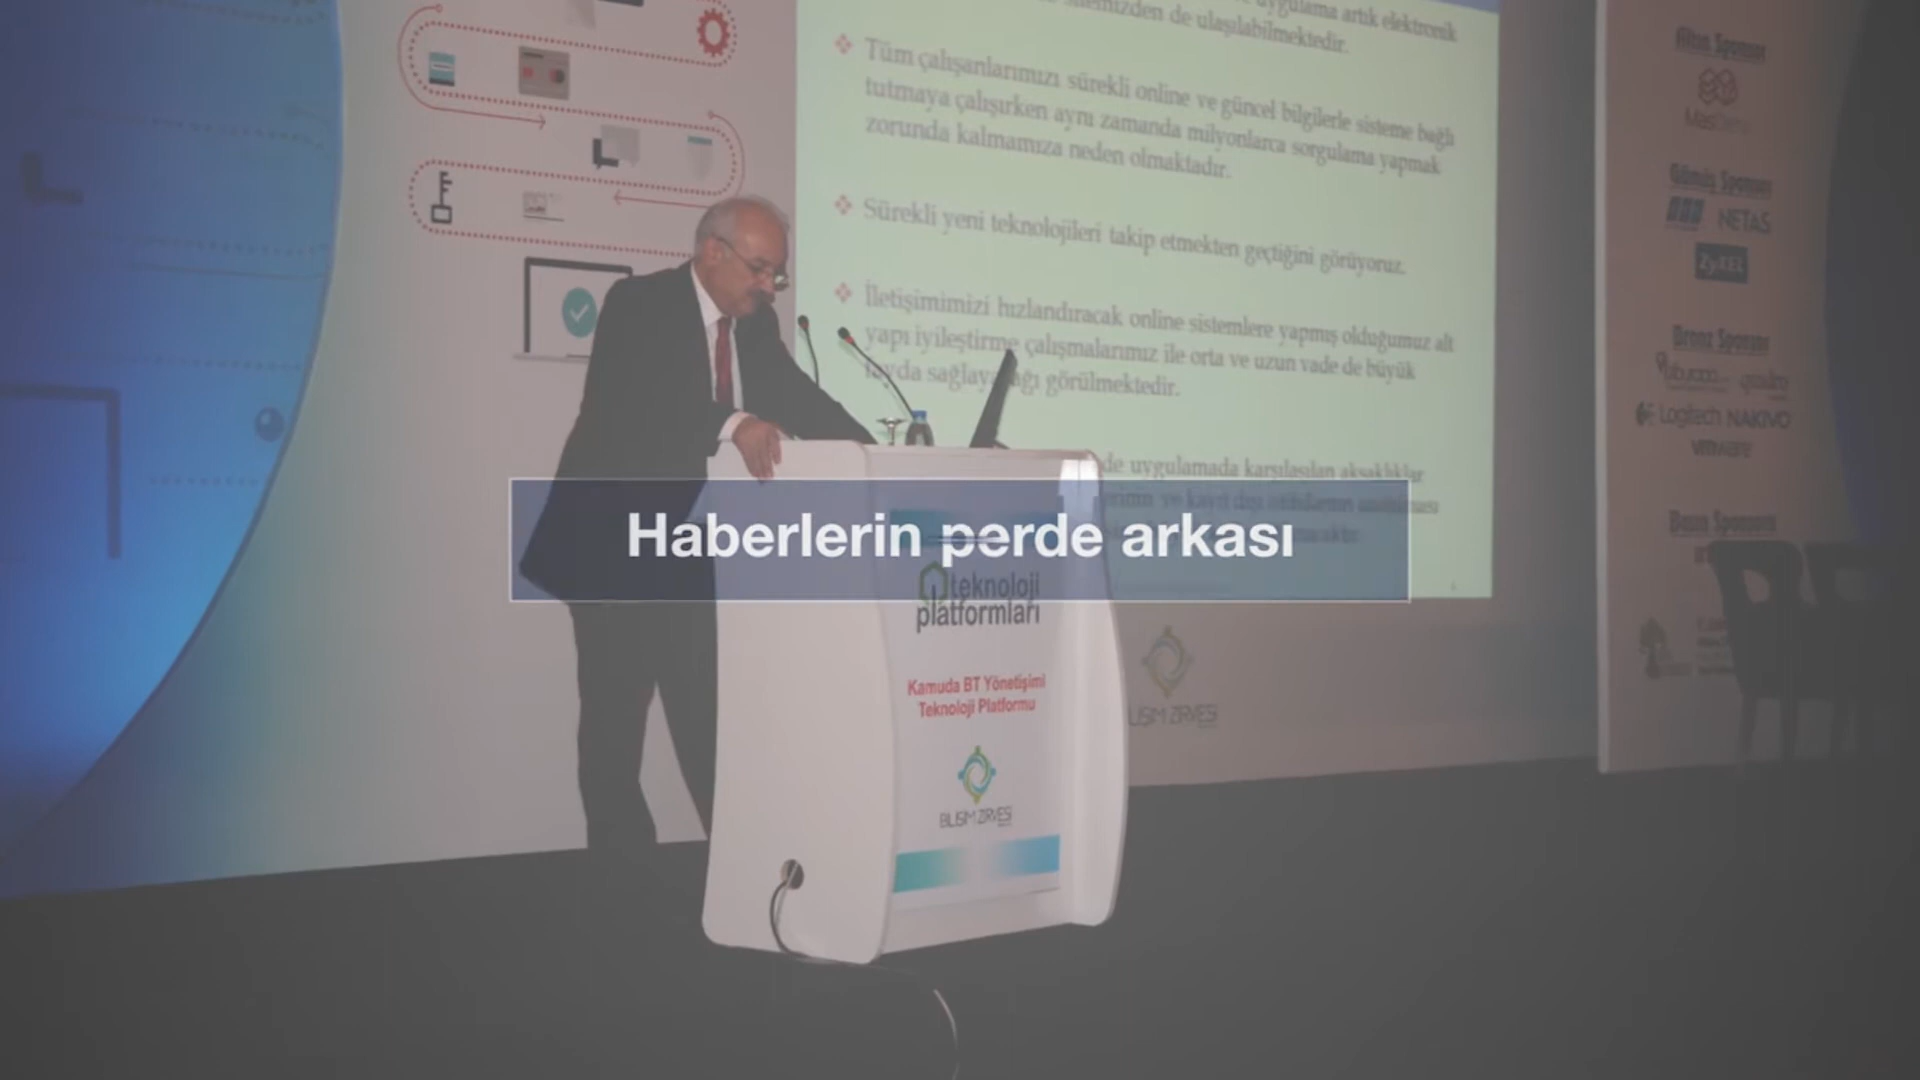 uygulama artık elektronik
de ulaşılabilmektedir.
Tüm çalışanlarımızı sürekli online ve güncel bilgilerle sisteme bağlı
tutmaya çalışırken aynı zamanda milyonlarca sorgulama yapmak
zorunda kalmamıza neden olmaktadır.
Sürekli yeni teknolojileri takip etmekten geçtiğini görüyoruz.
İletişimimizi hızlandıracak online sistemlere yapmış olduğumuz alt
yapı iyileştirme çalışmalarımız ile orta ve uzun vade de büyük
görülmektedir.
de uygulamada karşılaşılan aksaklıklar
Haberlerin perde arkası
teknoloji
platformları
Kamuda BT Yönetişimi
Teknoloji Platformu
BİLİŞİM ZİRVESİ
Altın Sponsor
Gümüş Sponsor
NETAŞ
ZyXEL
Bronz Sponsor
Logitech NAKIVO
vmware
Basın Sponsoru